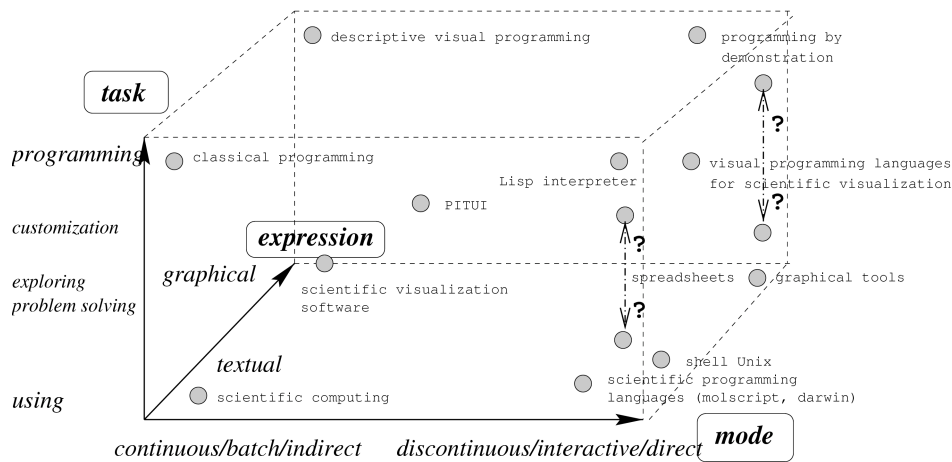 descriptive visual programming
programming by
demonstration
task
?
programming
classical programming
Lisp interpreter
visual programming languages
for scientific visualization
PITUI
?
customization
expression
?
graphical
exploring
problem solving
scientific visualization
software
spreadsheets
graphical tools
?
textual
shell Unix
scientific programming
languages (molscript, darwin)
using
scientific computing
continuous/batch/indirect
discontinuous/interactive/direct
mode